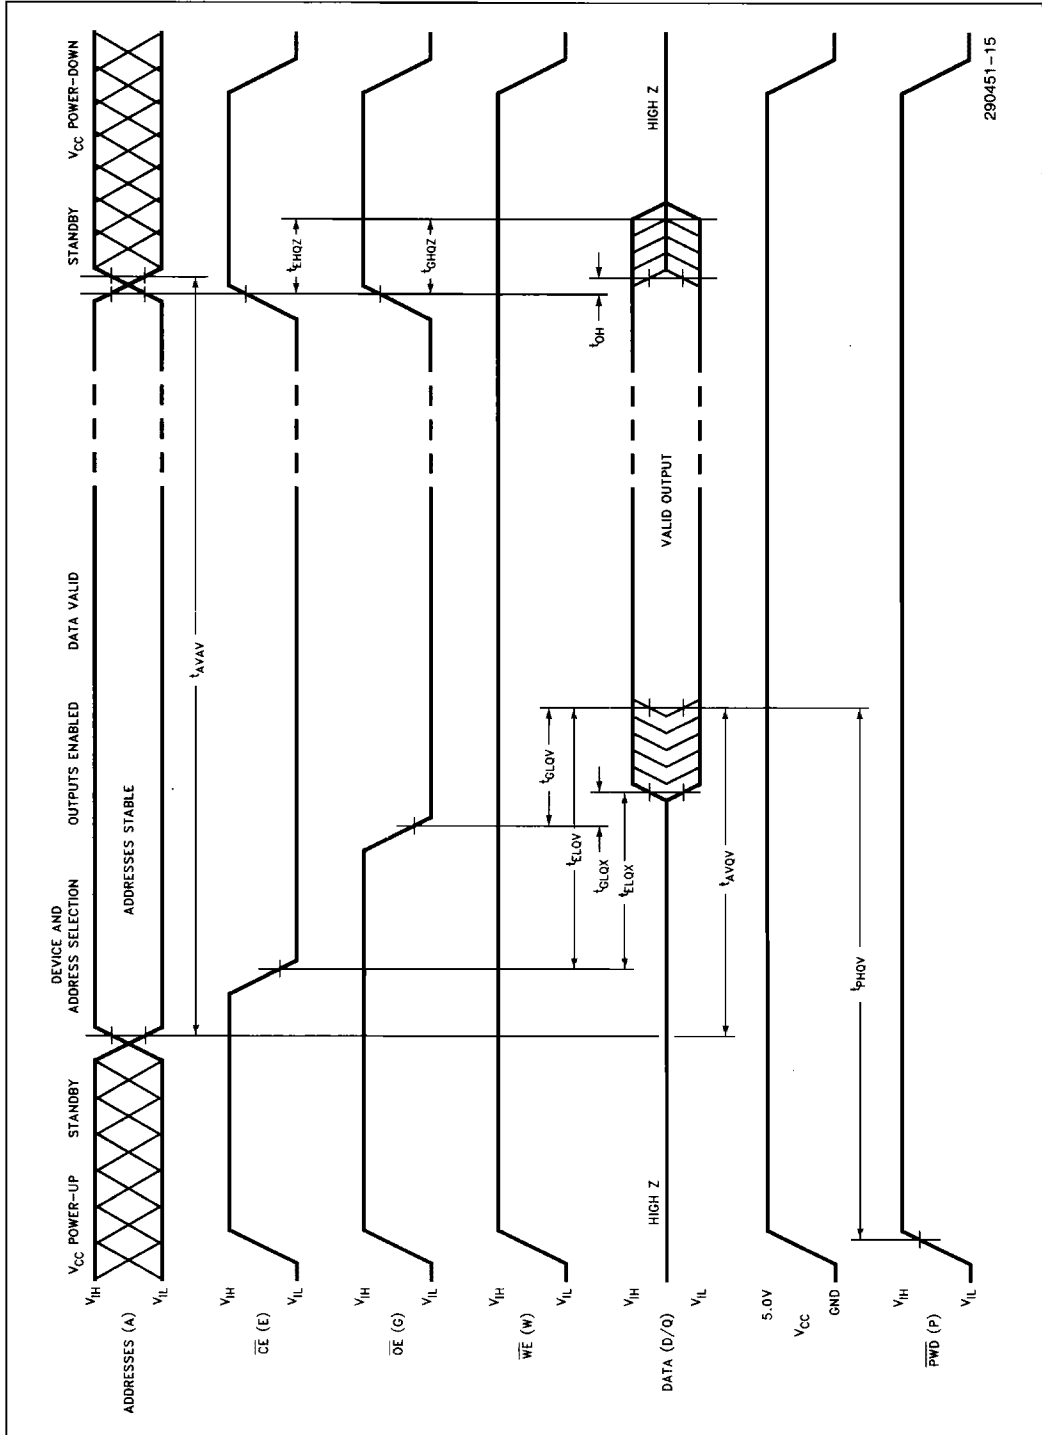 VCC POWER-UP
STANDBY
DEVICE AND
ADDRESS SELECTION
OUTPUTS ENABLED
DATA VALID
STANDBY
VCC POWER-DOWN
VIH
ADDRESSES (A)
VIL
ADDRESSES STABLE
tAVAV
VIH
CE (E)
VIL
tEHQZ
VIH
OE (G)
VIL
tGHQZ
VIH
WE (W)
VIL
tGLQV
tELQV
tGLQX
tELQX
tOH
VIH
DATA (D/Q)
VIL
HIGH Z
VALID OUTPUT
HIGH Z
tAVQV
5.0V
VCC
GND
tPHQV
VIH
PWD (P)
VIL
290451-15